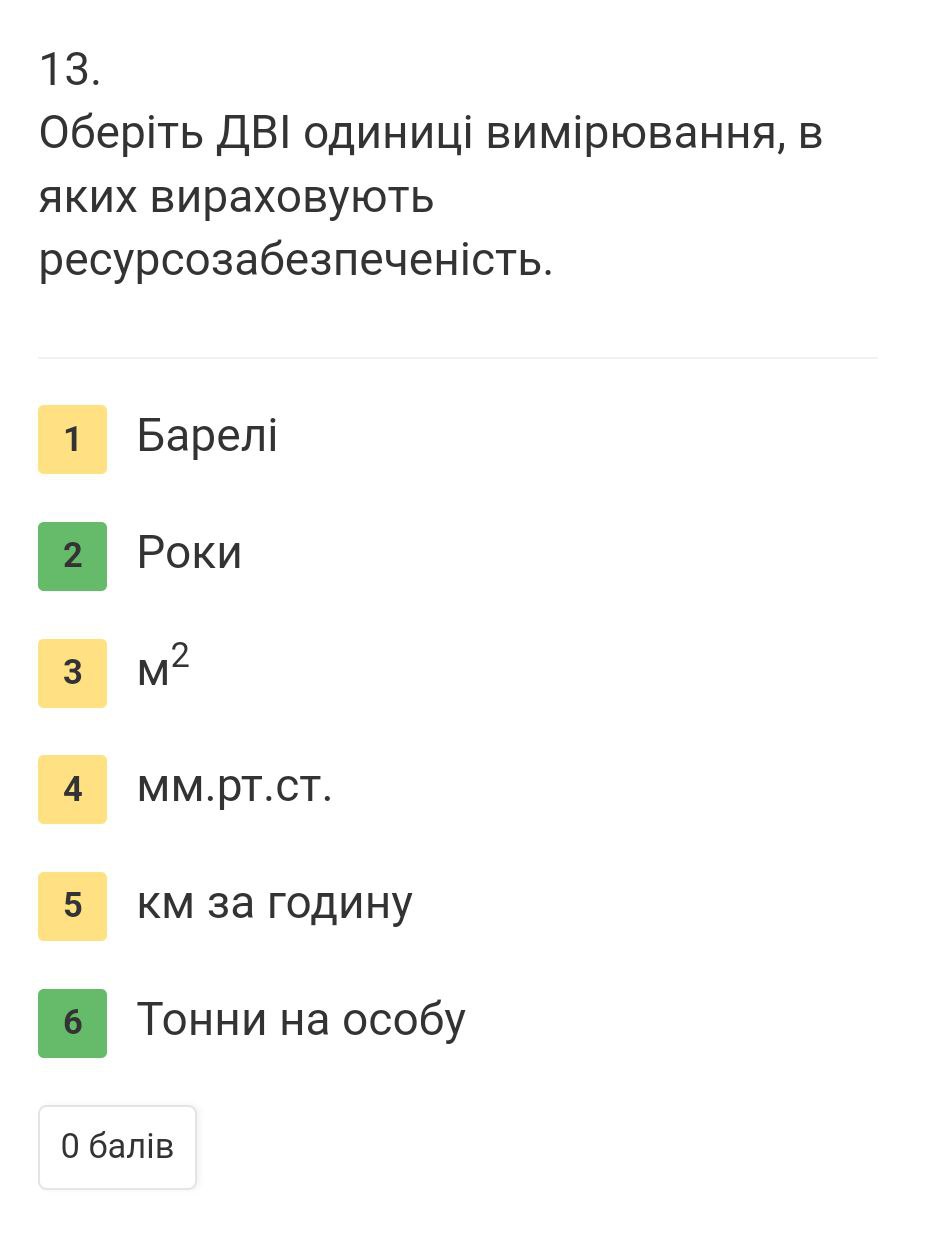 13.
Оберіть ДВІ одиниці вимірювання, в
яких вираховують
ресурсозабезпеченість.
1 Барелі
2 Роки
3 м²
4 мм.рт.ст.
5 км за годину
6 Тонни на особу
0 балів